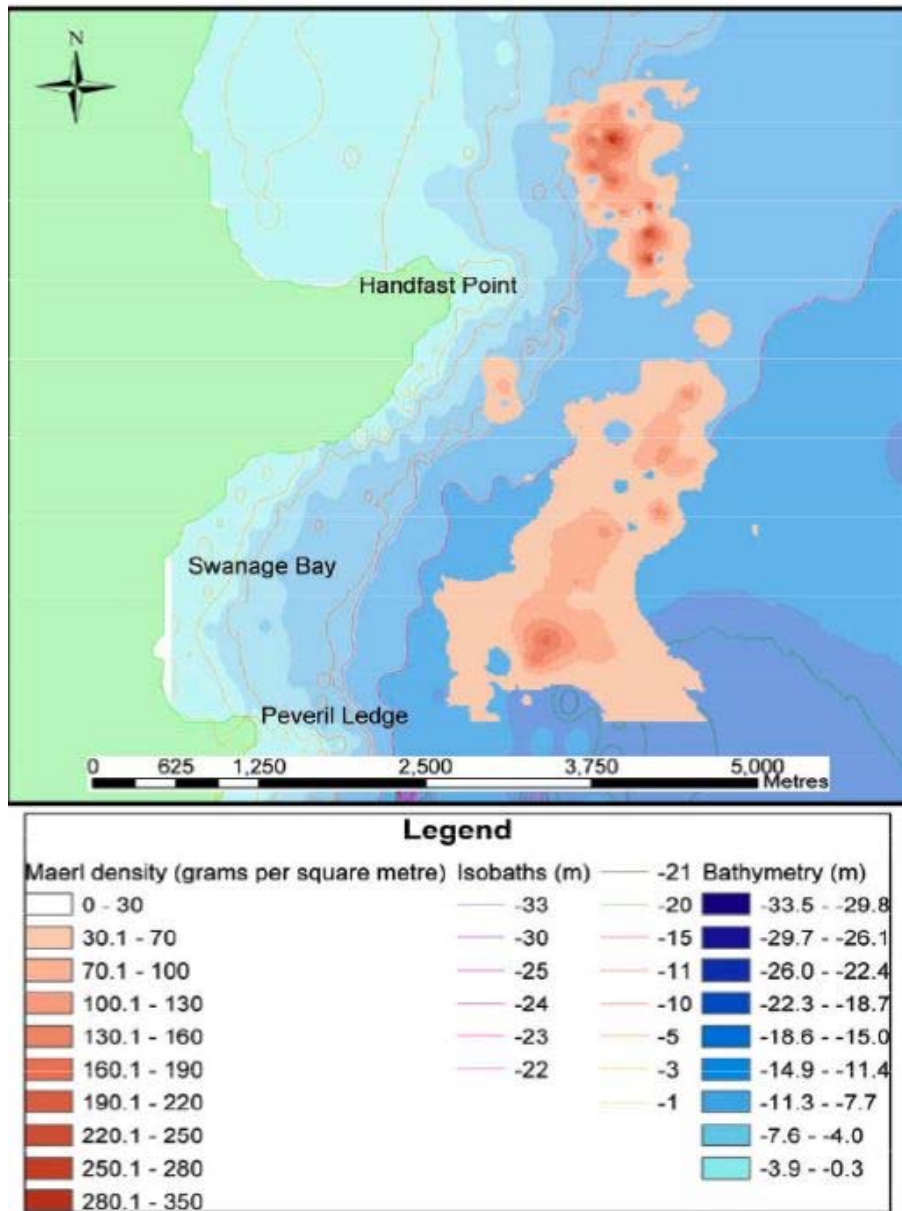 N
Handfast Point
Swanage Bay
Peveril Ledge
0 625 1,250 2,500 3,750 5,000
Metres
Legend
Maerl density (grams per square metre)
0 - 30
30.1 - 70
70.1 - 100
100.1 - 130
130.1 - 160
160.1 - 190
190.1 - 220
220.1 - 250
250.1 - 280
280.1 - 350
Isobaths (m)
-33
-30
-25
-24
-23
-22
-21
-20
-15
-11
-10
-5
-3
-1
Bathymetry (m)
-33.5 - -29.8
-29.7 - -26.1
-26.0 - -22.4
-22.3 - -18.7
-18.6 - -15.0
-14.9 - -11.4
-11.3 - -7.7
-7.6 - -4.0
-3.9 - -0.3